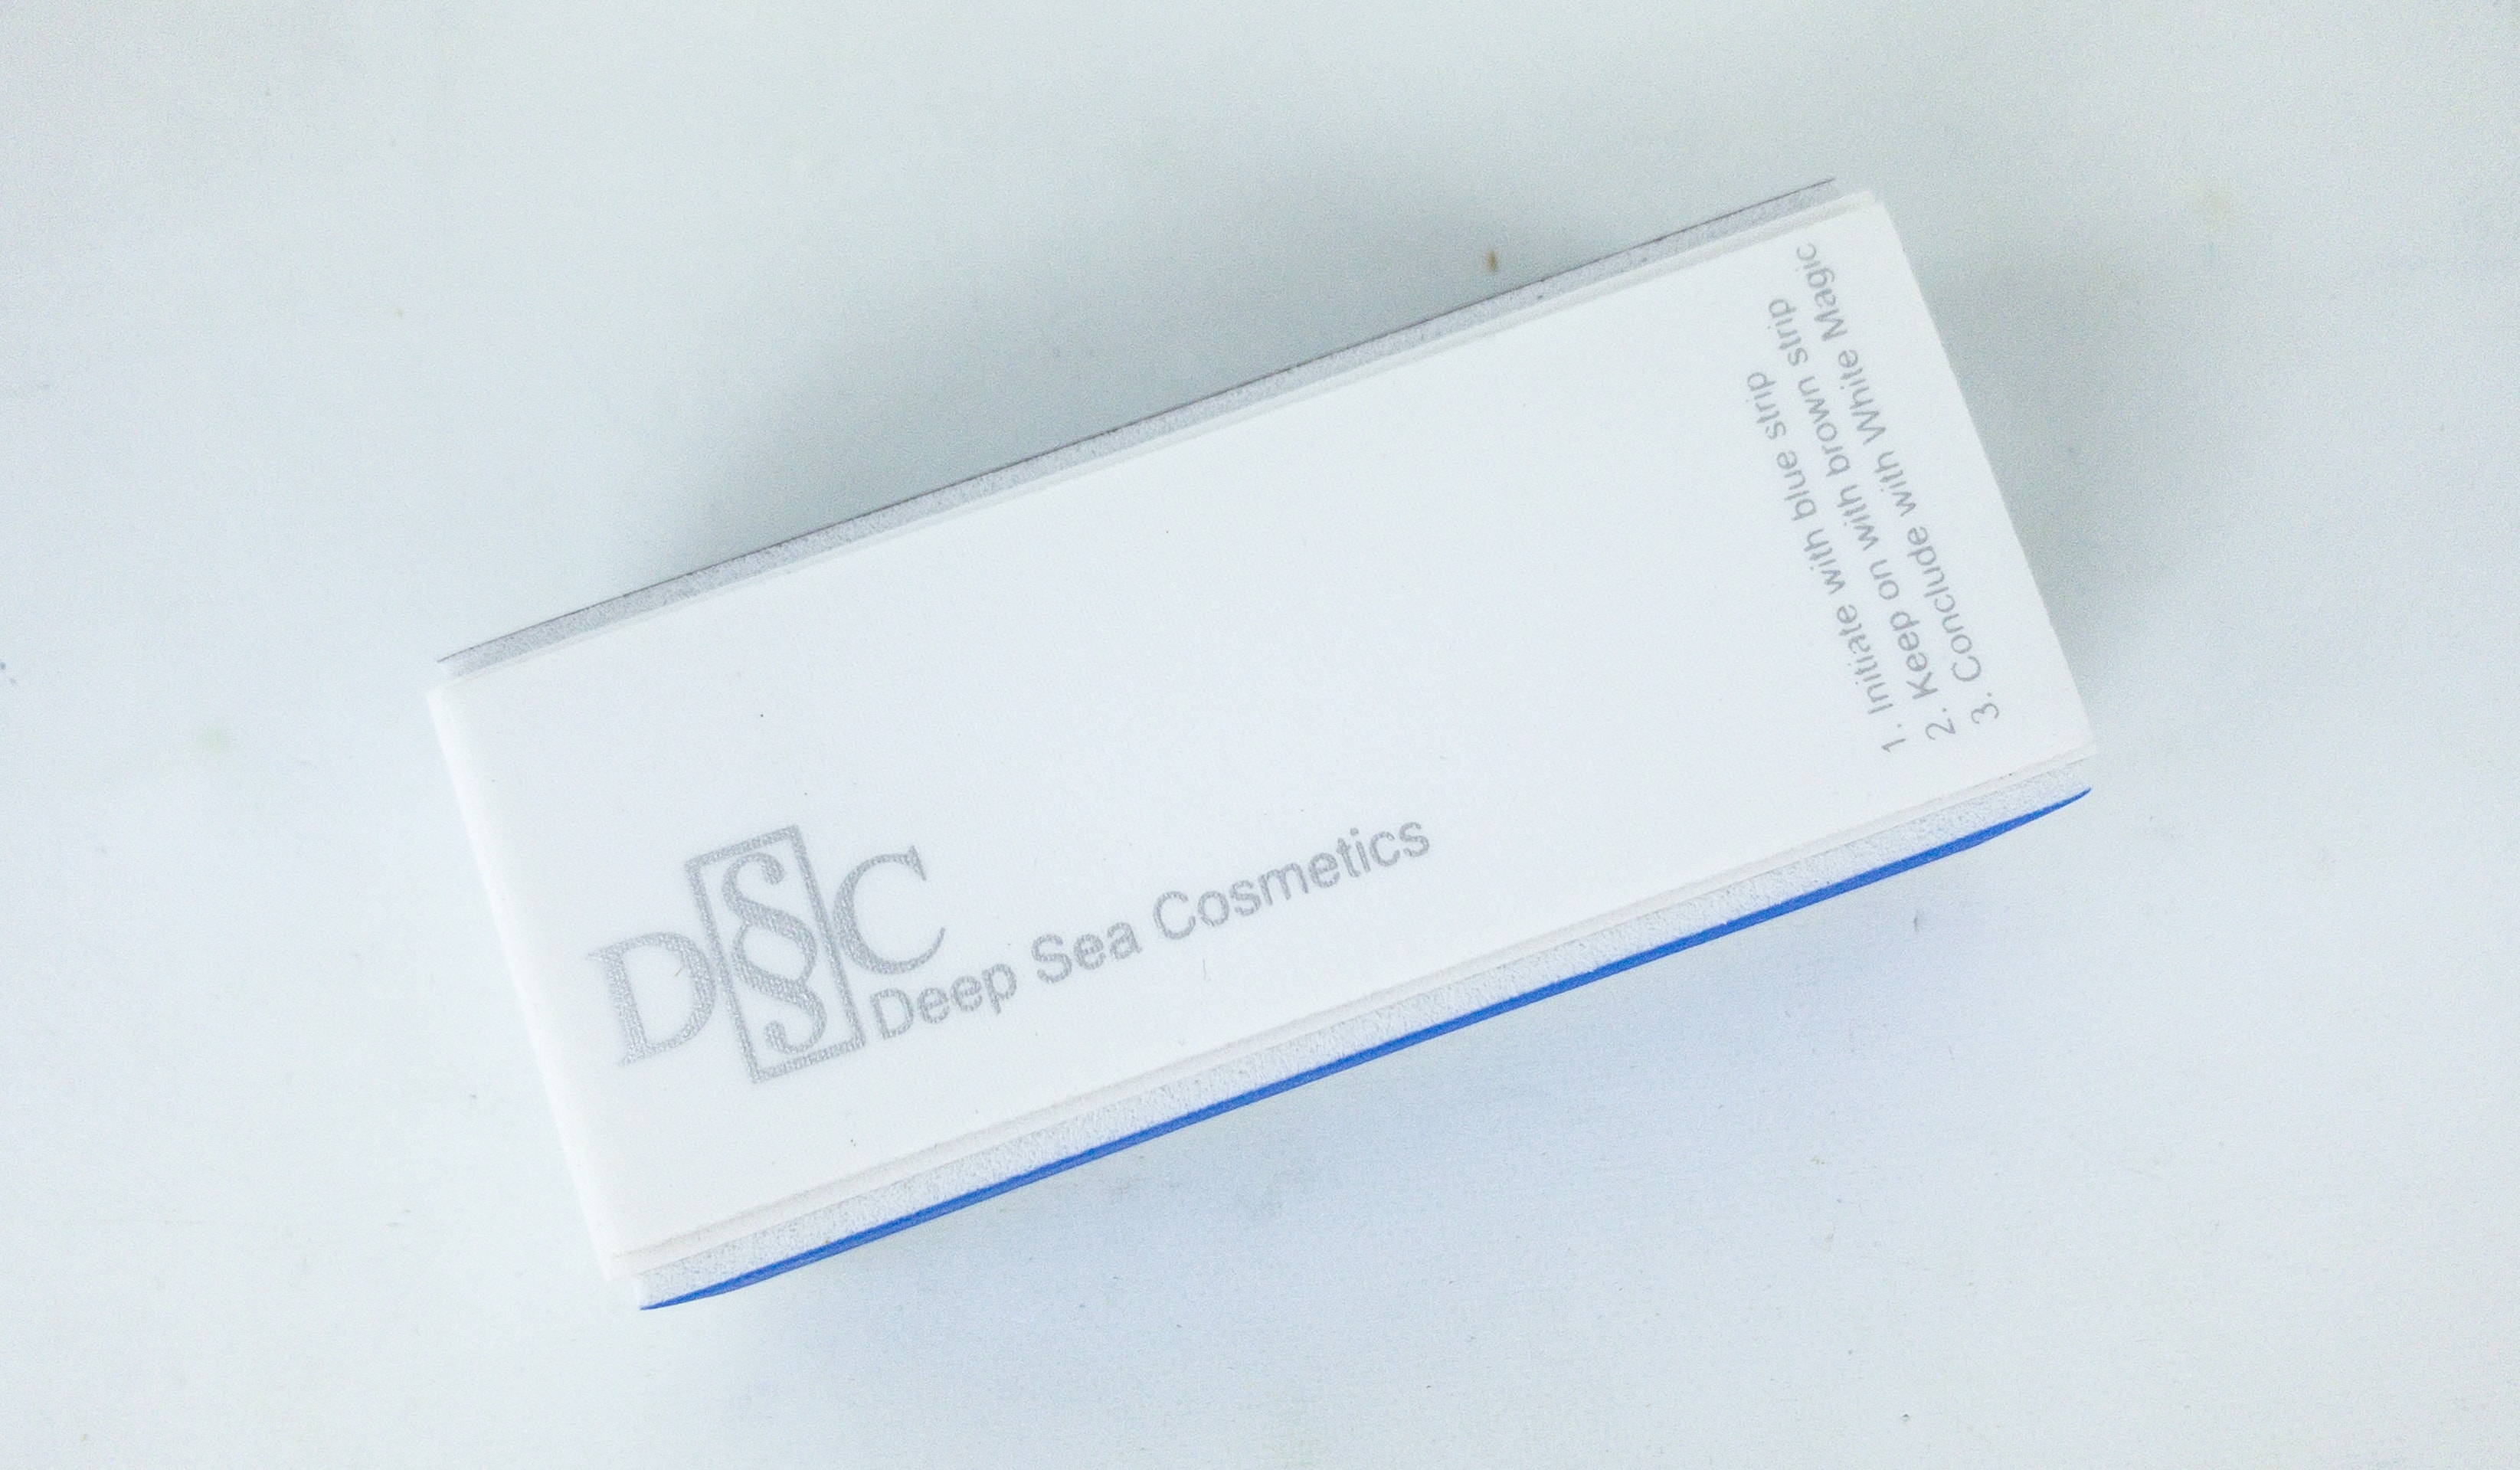 DSC
Deep Sea Cosmetics
1. Initiate with blue strip
2. Keep on with brown strip
3. Conclude with White Magic